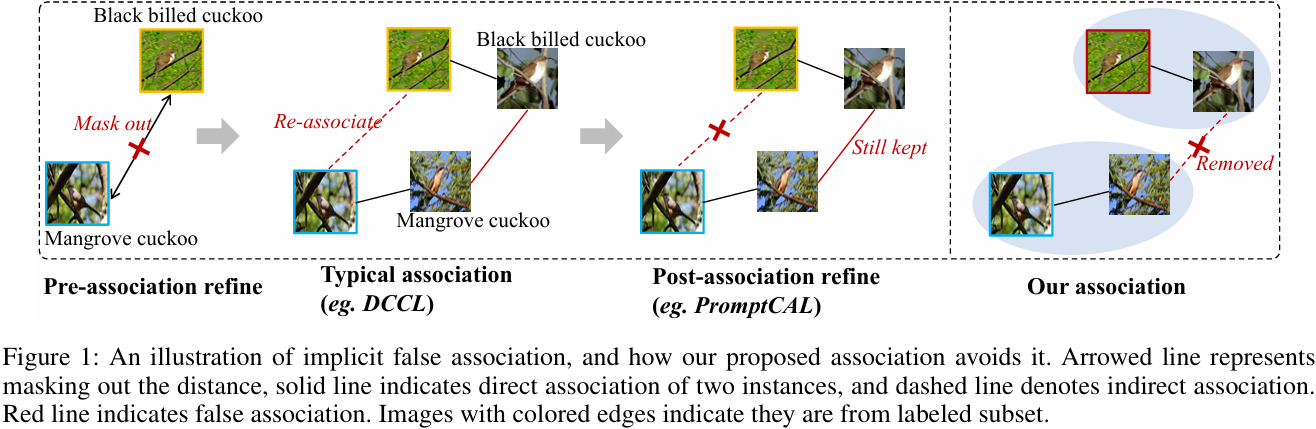 Black billed cuckoo
Mask out
Mangrove cuckoo
Pre-association refine
Black billed cuckoo
Re-associate
Mangrove cuckoo
Typical association
(eg. DCCL)
Still kept
Post-association refine
(eg. PromptCAL)
Removed
Our association
Figure 1: An illustration of implicit false association, and how our proposed association avoids it. Arrowed line represents
masking out the distance, solid line indicates direct association of two instances, and dashed line denotes indirect association.
Red line indicates false association. Images with colored edges indicate they are from labeled subset.